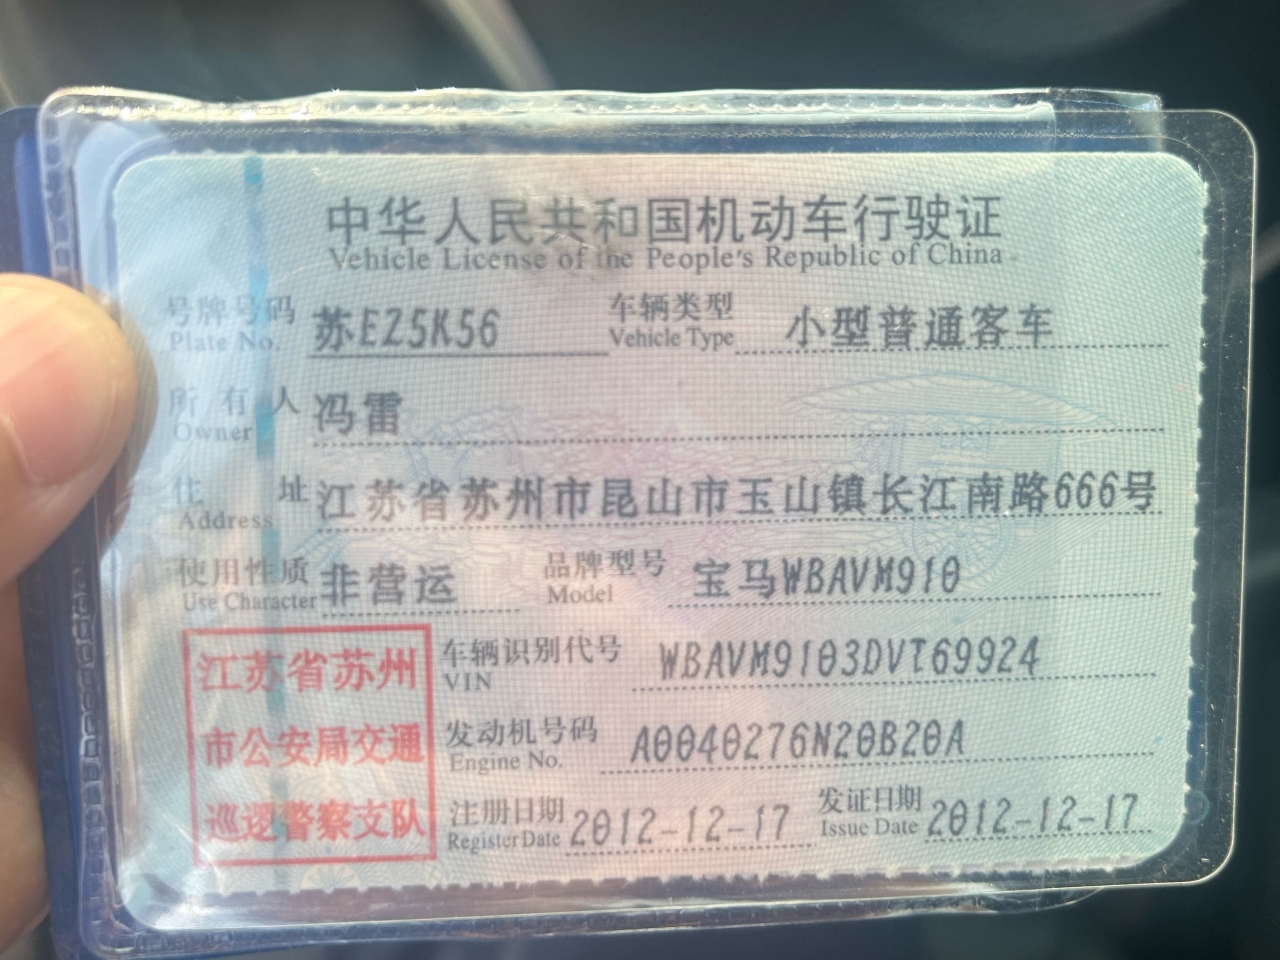 中华人民共和国机动车行驶证
Vehicle License of the People's Republic of China
号牌号码 苏E25K56 车辆类型 小型普通客车
Plate No. Vehicle Type
所有人 冯雷
Owner
住址 江苏省苏州市昆山市玉山镇长江南路666号
Address
使用性质 非营运 品牌型号 宝马WBAVM910
Use Character Model
江苏省苏州
市公安局交通
巡逻警察支队
车辆识别代号 WBAVM9103DVT69924
VIN
发动机号码 A0040276N20B20A
Engine No.
注册日期 2012-12-17 发证日期 2012-12-17
Register Date Issue Date